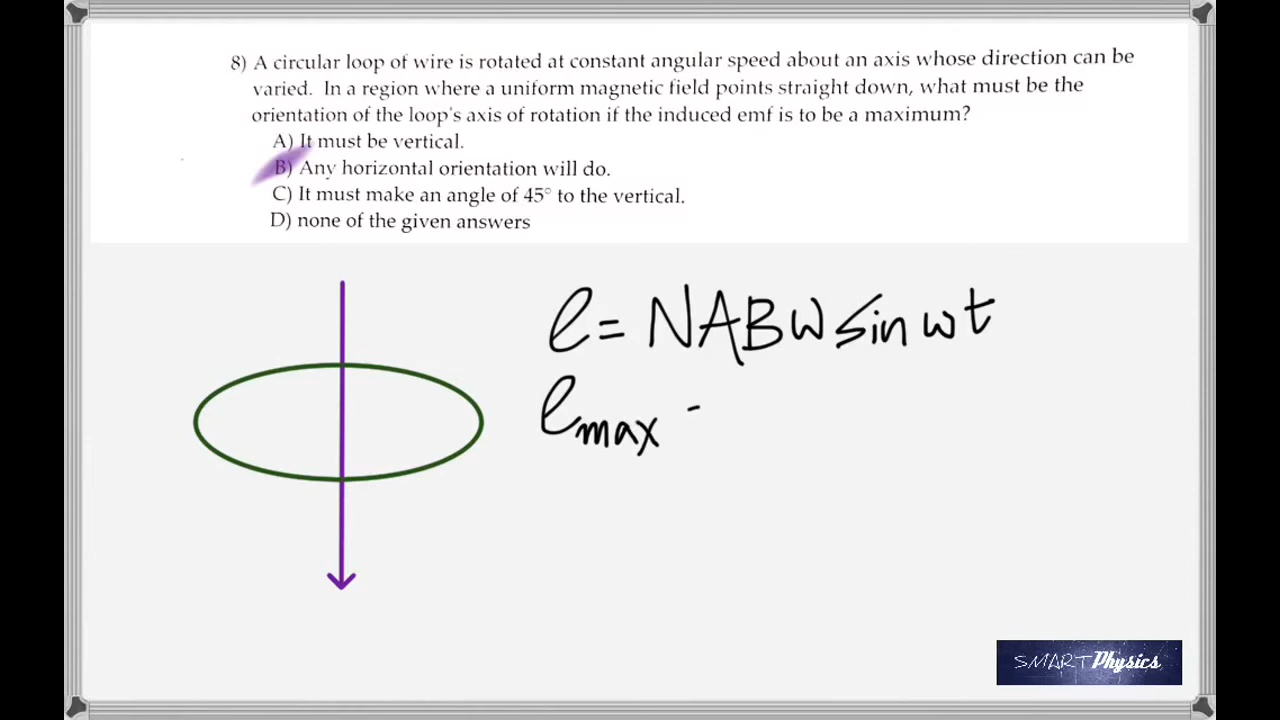 8) A circular loop of wire is rotated at constant angular speed about an axis whose direction can be
varied. In a region where a uniform magnetic field points straight down, what must be the
orientation of the loop's axis of rotation if the induced emf is to be a maximum?
A) It must be vertical.
B) Any horizontal orientation will do.
C) It must make an angle of 45° to the vertical.
D) none of the given answers
e = NABW sin wt
e max -
SMART Physics